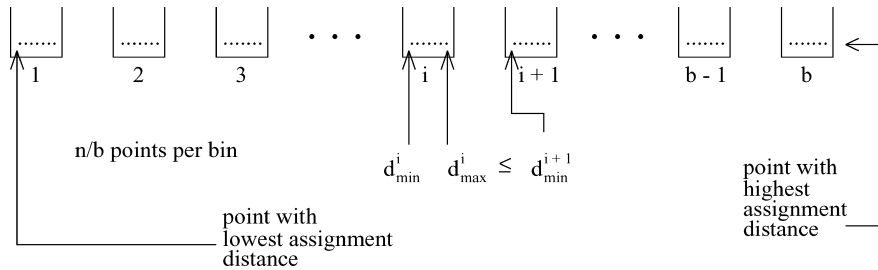 ....... ....... ....... . . . ....... ....... . . . ....... .......
1 2 3 i i + 1 b - 1 b
n/b points per bin
d^i_min d^i_max ≤ d^{i + 1}_min
point with
highest
assignment
distance
point with
lowest assignment
distance